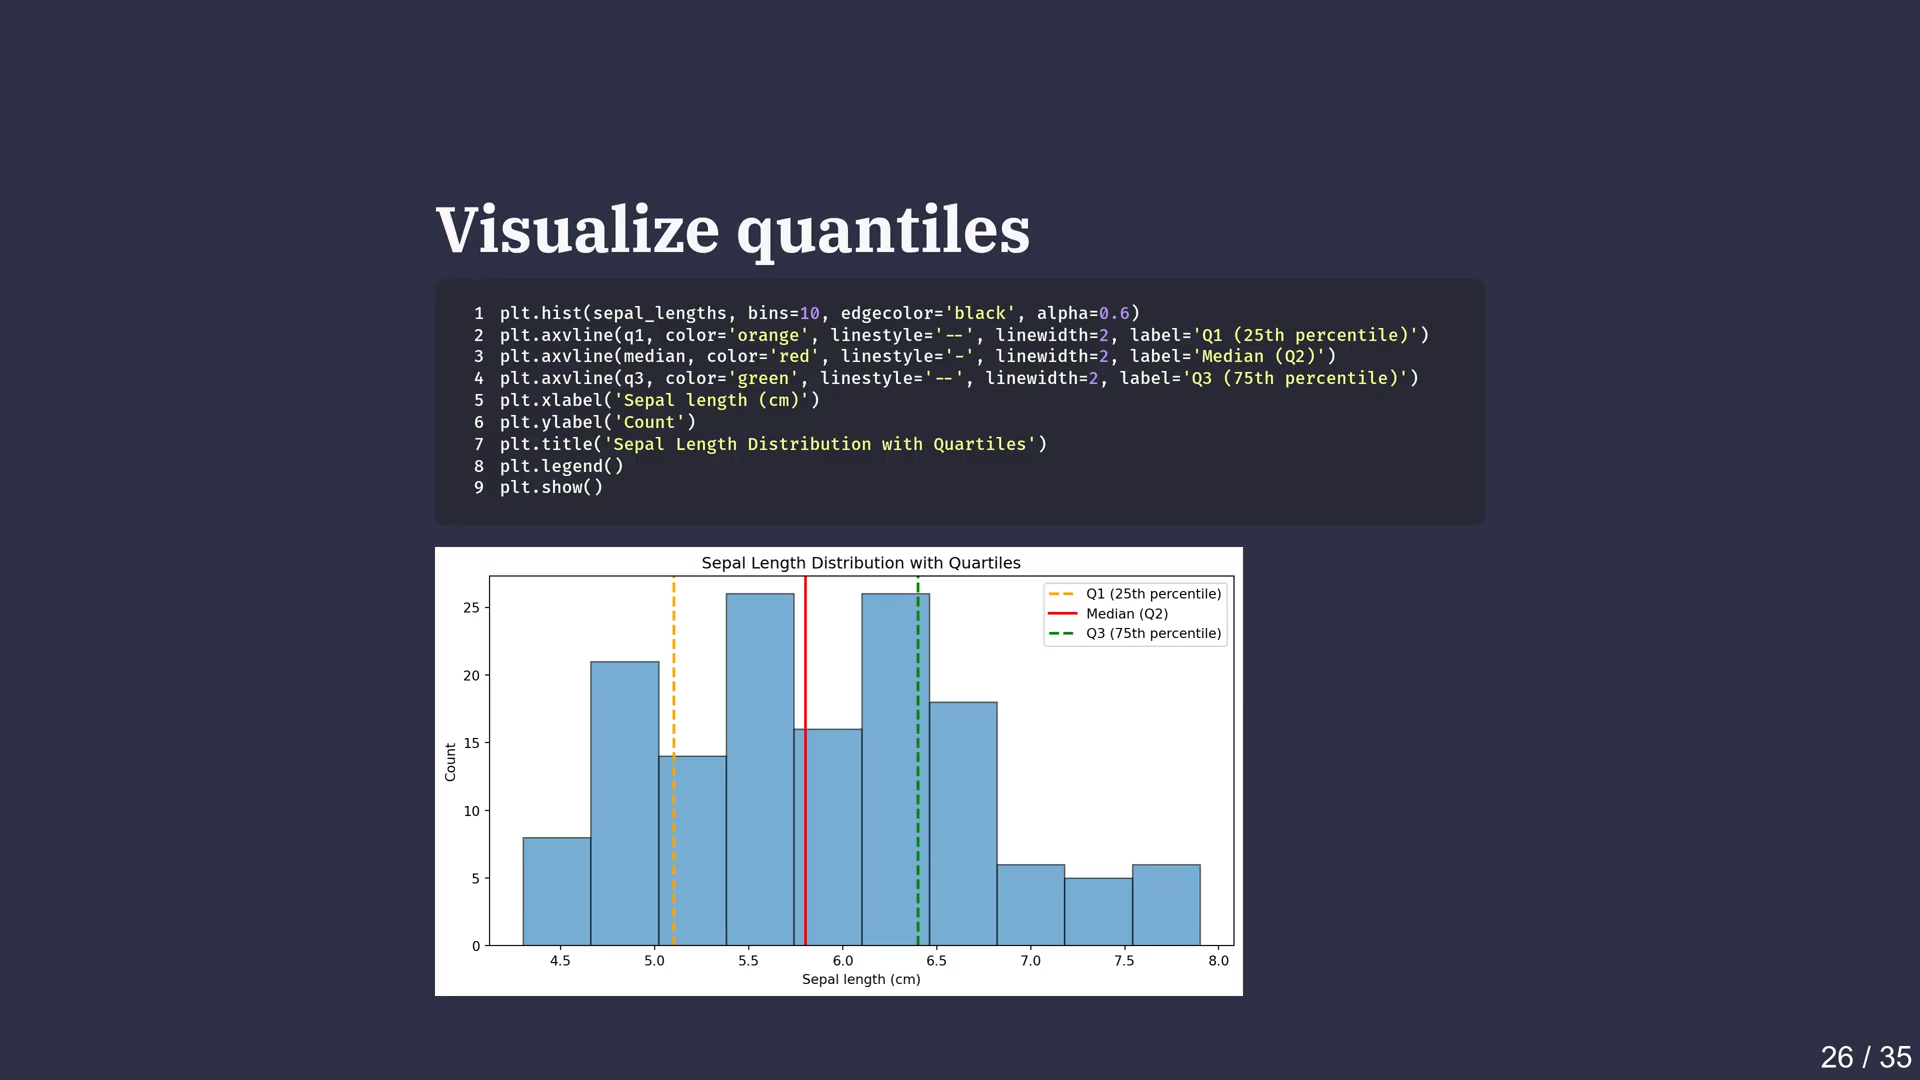 Visualize quantiles
1 plt.hist(sepal_lengths, bins=10, edgecolor='black', alpha=0.6)
2 plt.axvline(q1, color='orange', linestyle='--', linewidth=2, label='Q1 (25th percentile)')
3 plt.axvline(median, color='red', linestyle='-', linewidth=2, label='Median (Q2)')
4 plt.axvline(q3, color='green', linestyle='--', linewidth=2, label='Q3 (75th percentile)')
5 plt.xlabel('Sepal length (cm)')
6 plt.ylabel('Count')
7 plt.title('Sepal Length Distribution with Quartiles')
8 plt.legend()
9 plt.show()
Sepal Length Distribution with Quartiles
Q1 (25th percentile)
Median (Q2)
Q3 (75th percentile)
25
20
15
10
5
0
Count
4.5 5.0 5.5 6.0 6.5 7.0 7.5 8.0
Sepal length (cm)
26 / 35